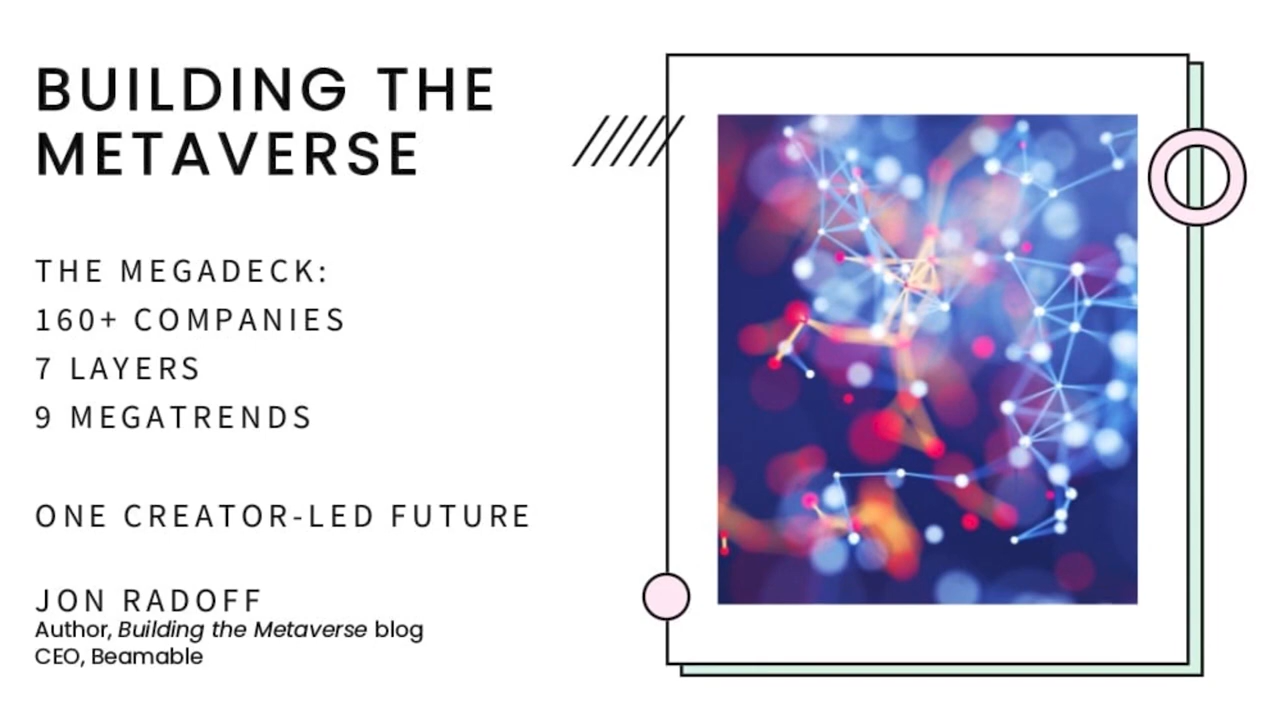 BUILDING THE
METAVERSE
THE MEGADECK:
160+ COMPANIES
7 LAYERS
9 MEGATRENDS
ONE CREATOR-LED FUTURE
JON RADOFF
Author, Building the Metaverse blog
CEO, Beamable